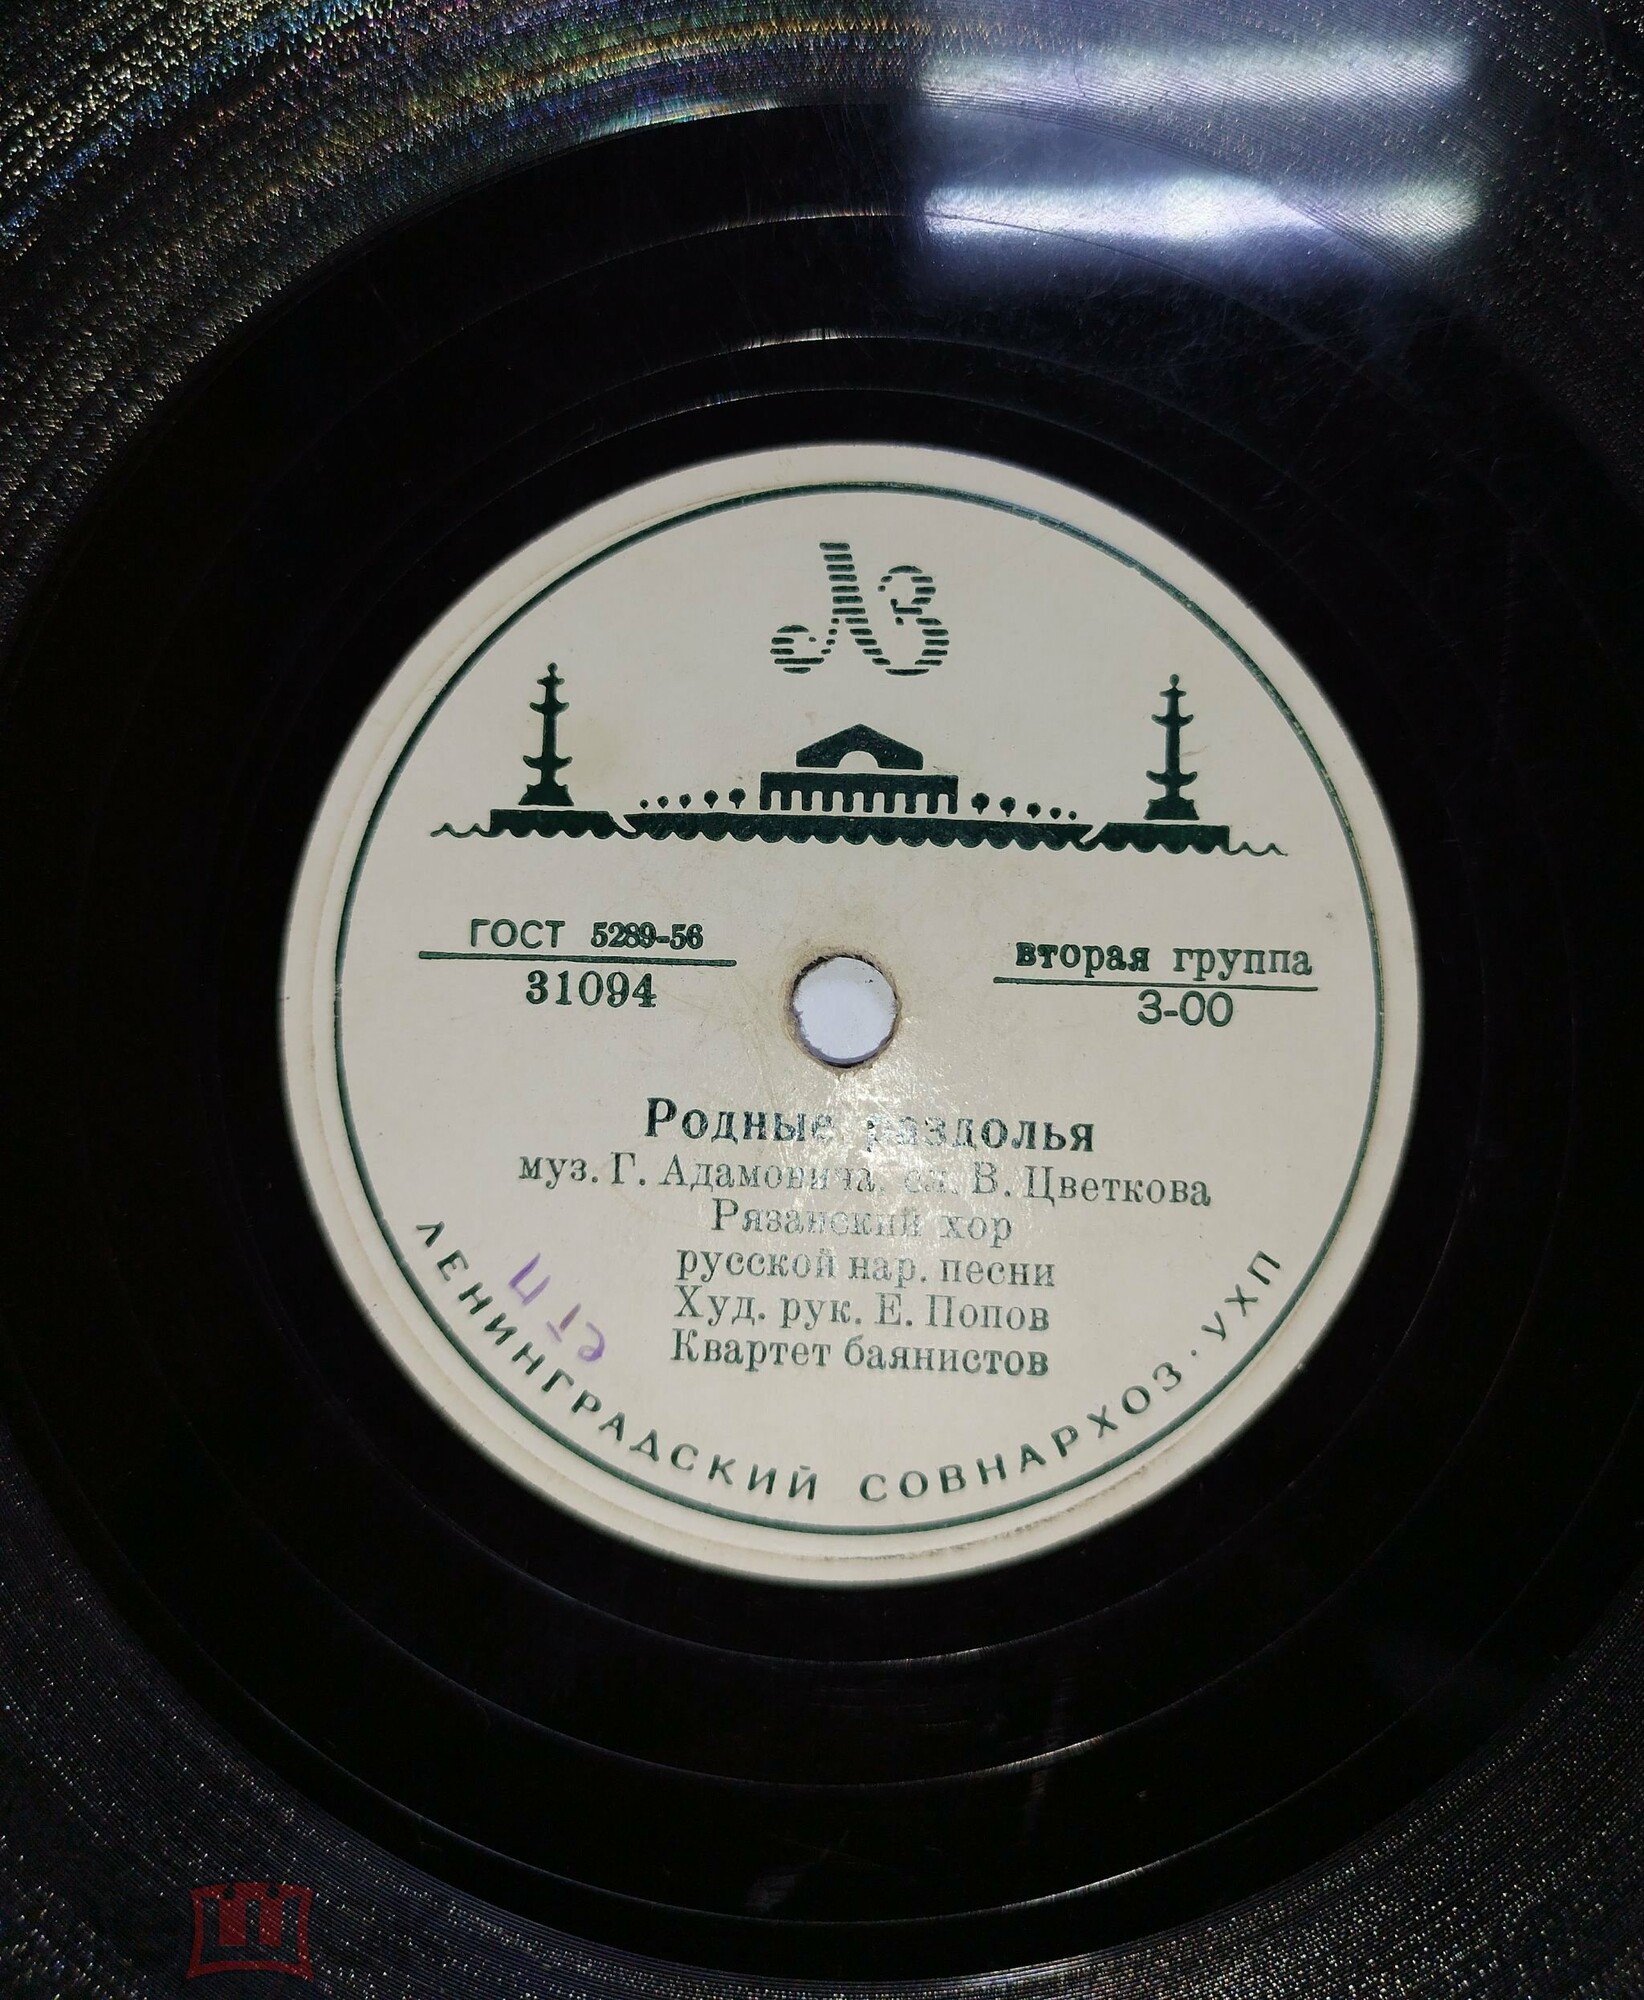 ЛЗ
ГОСТ 5289-56
31094
вторая группа
3-00
Родные раздолья
муз. Г. Адамовича, сл. В. Цветкова
Рязанский хор
русской нар. песни
Худ. рук. Е. Попов
Квартет баянистов
ЛЕНИНГРАДСКИЙ СОВНАРХОЗ · УХП